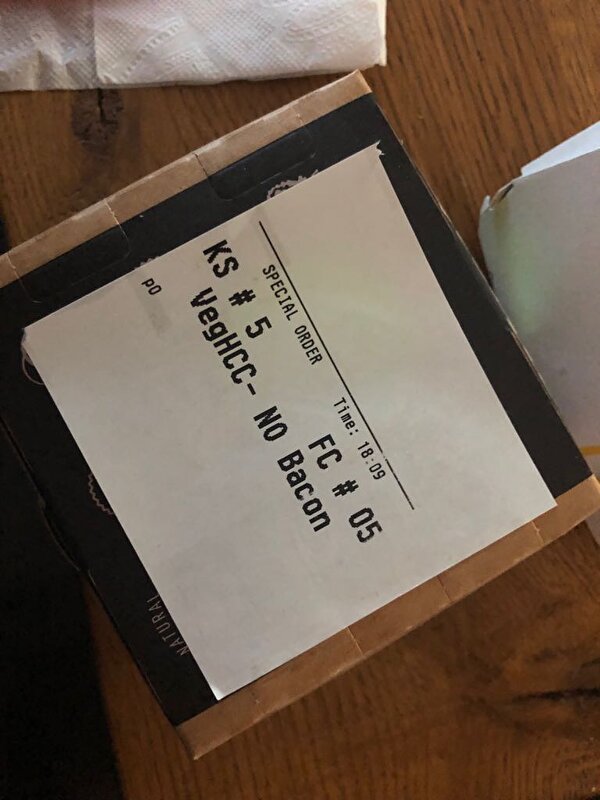 SPECIAL ORDER Time: 18:09
KS # 5 FC # 05
VegHCC- NO Bacon
po
NATURAL